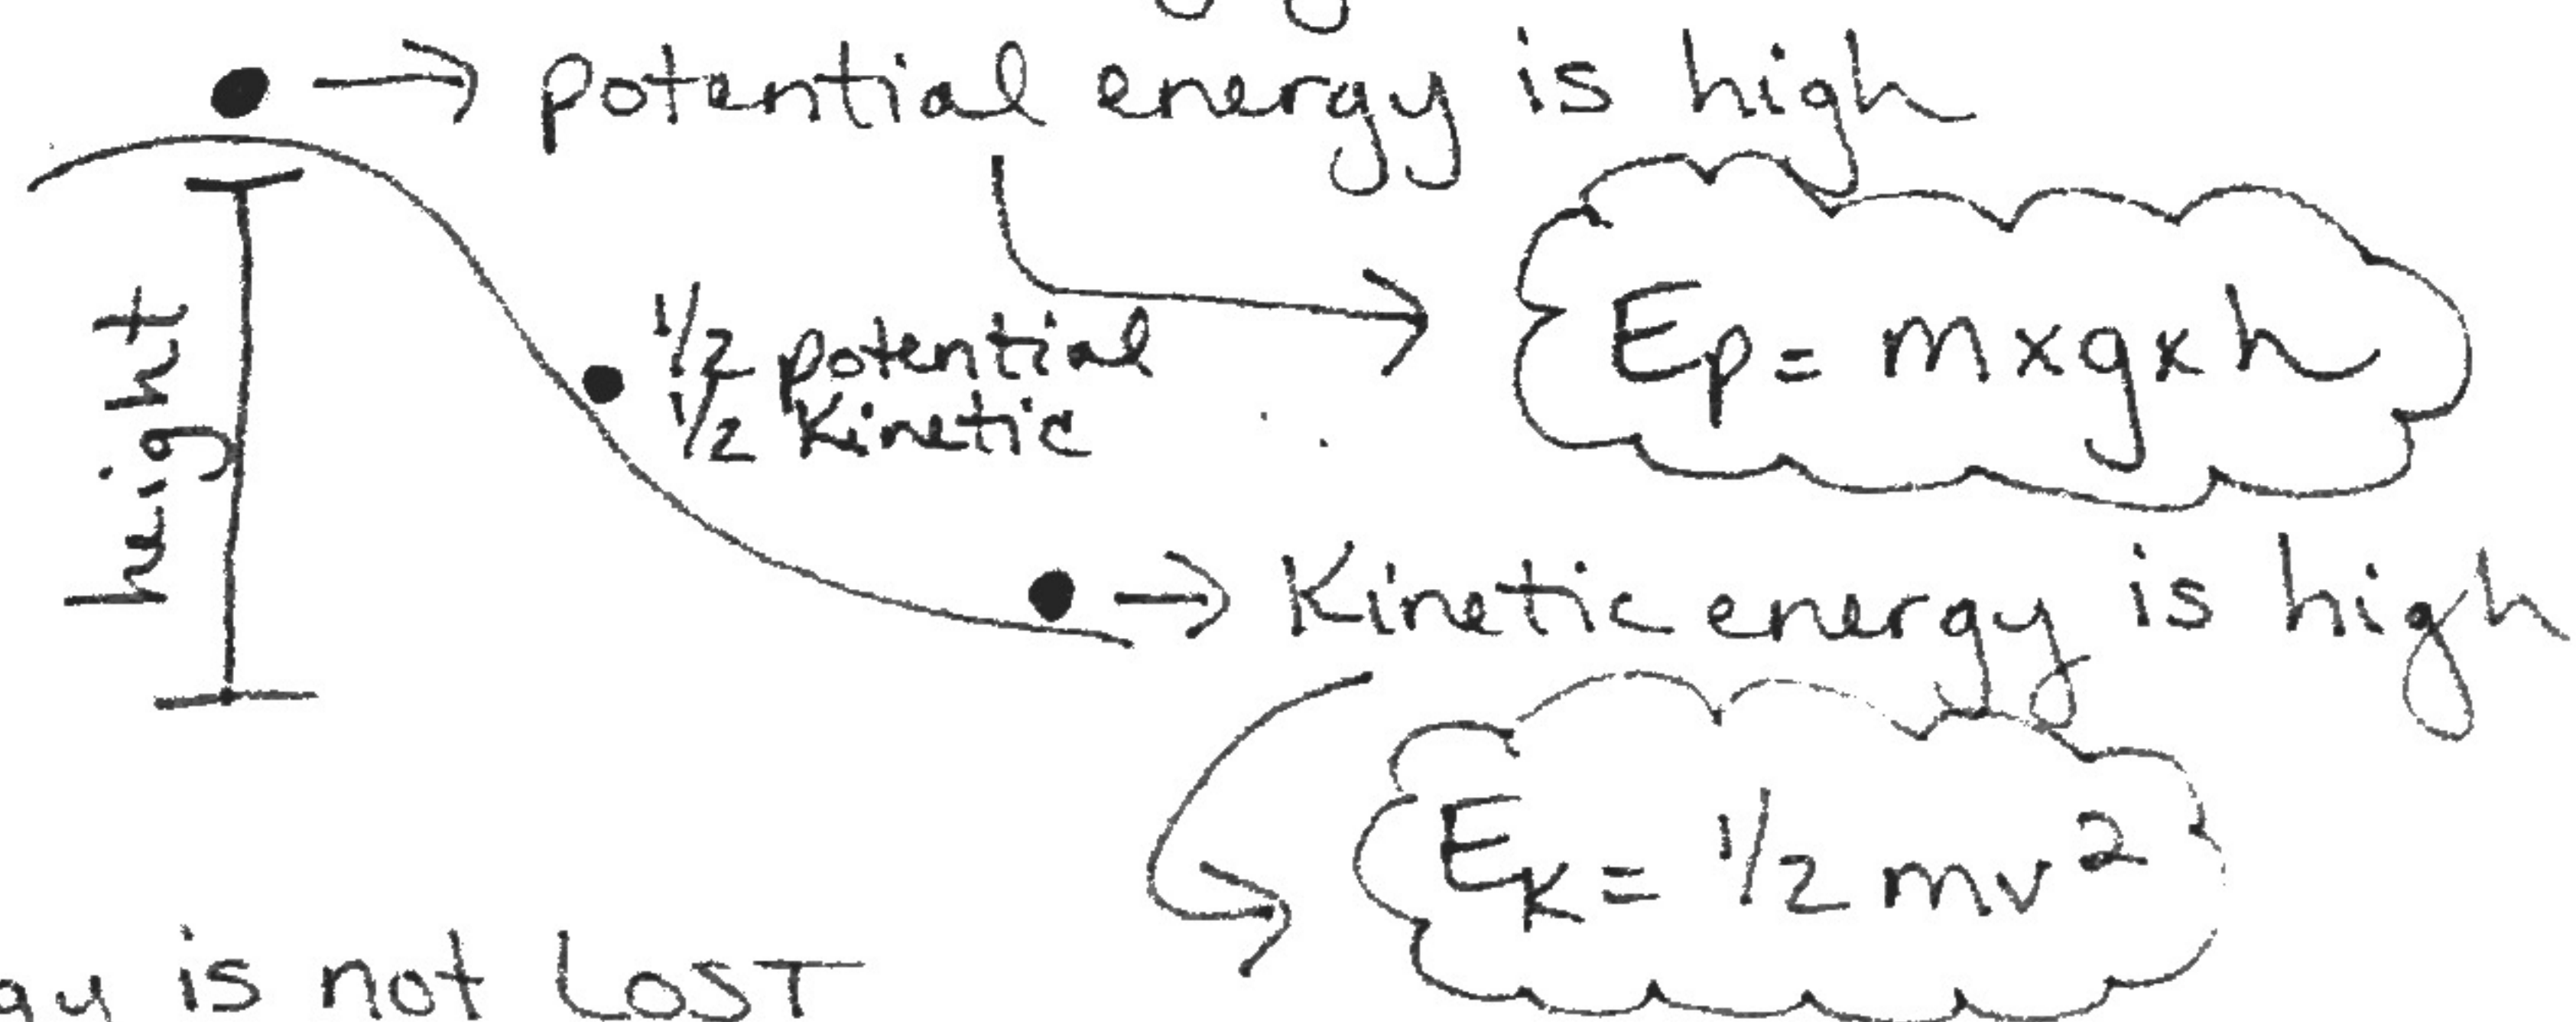 potential energy is high
height
1/2 potential
1/2 Kinetic
Ep = m x g x h
Kinetic energy is high
EK = 1/2 mv²
is not LOST